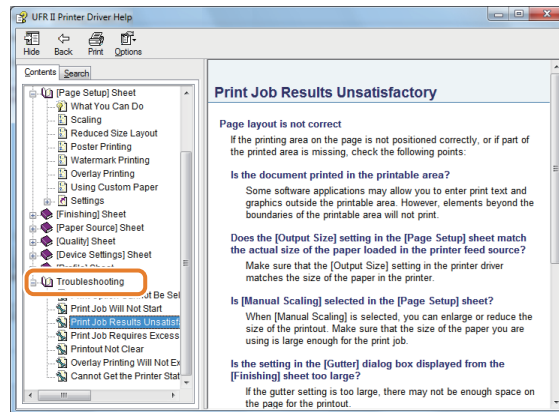 UFR II Printer Driver Help
Hide Back Print Options
Contents Search
[Page Setup] Sheet
What You Can Do
Scaling
Reduced Size Layout
Poster Printing
Watermark Printing
Overlay Printing
Using Custom Paper
Settings
[Finishing] Sheet
[Paper Source] Sheet
[Quality] Sheet
[Device Settings] Sheet
Troubleshooting
Print Job Will Not Start
Print Job Results Unsatisf
Print Job Requires Excess
Printout Not Clear
Overlay Printing Will Not Ex
Cannot Get the Printer Stat
Print Job Results Unsatisfactory
Page layout is not correct
If the printing area on the page is not positioned correctly, or if part of
the printed area is missing, check the following points:
Is the document printed in the printable area?
Some software applications may allow you to enter print text and
graphics outside the printable area. However, elements beyond the
boundaries of the printable area will not print.
Does the [Output Size] setting in the [Page Setup] sheet match
the actual size of the paper loaded in the printer feed source?
Make sure that the [Output Size] setting in the printer driver
matches the size of the paper in the printer.
Is [Manual Scaling] selected in the [Page Setup] sheet?
When [Manual Scaling] is selected, you can enlarge or reduce the
size of the printout. Make sure that the size of the paper you are
using is large enough for the print job.
Is the setting in the [Gutter] dialog box displayed from the
[Finishing] sheet too large?
If the gutter setting is too large, there may not be enough space on
the page for the printout.